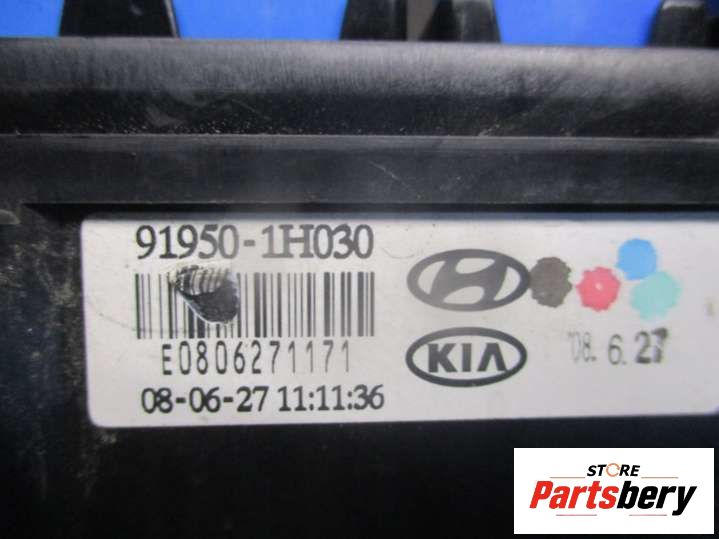 91950-1H030
E0806271171
08-06-27 11:11:36
KIA
'08. 6. 27
STORE
Partsbery